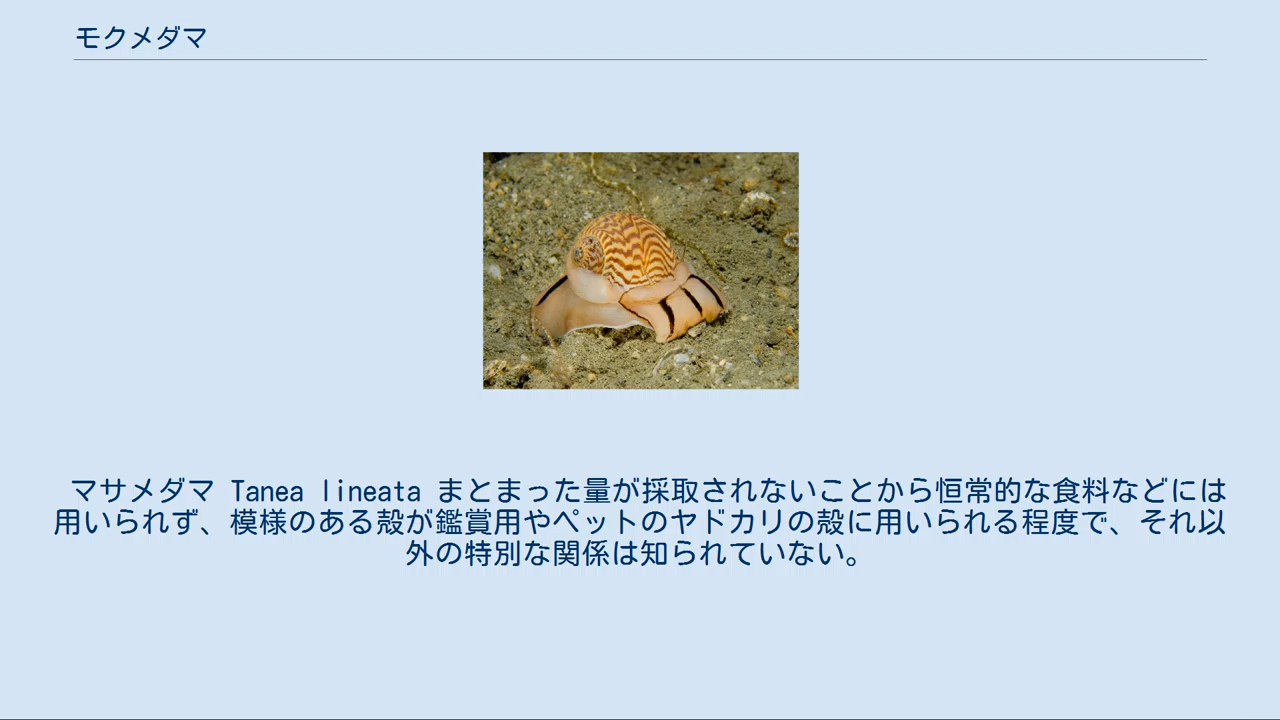 モクメダマ
マサメダマ Tanea lineata まとまった量が採取されないことから恒常的な食料などには
用いられず、模様のある殻が鑑賞用やペットのヤドカリの殻に用いられる程度で、それ以
外の特別な関係は知られていない。